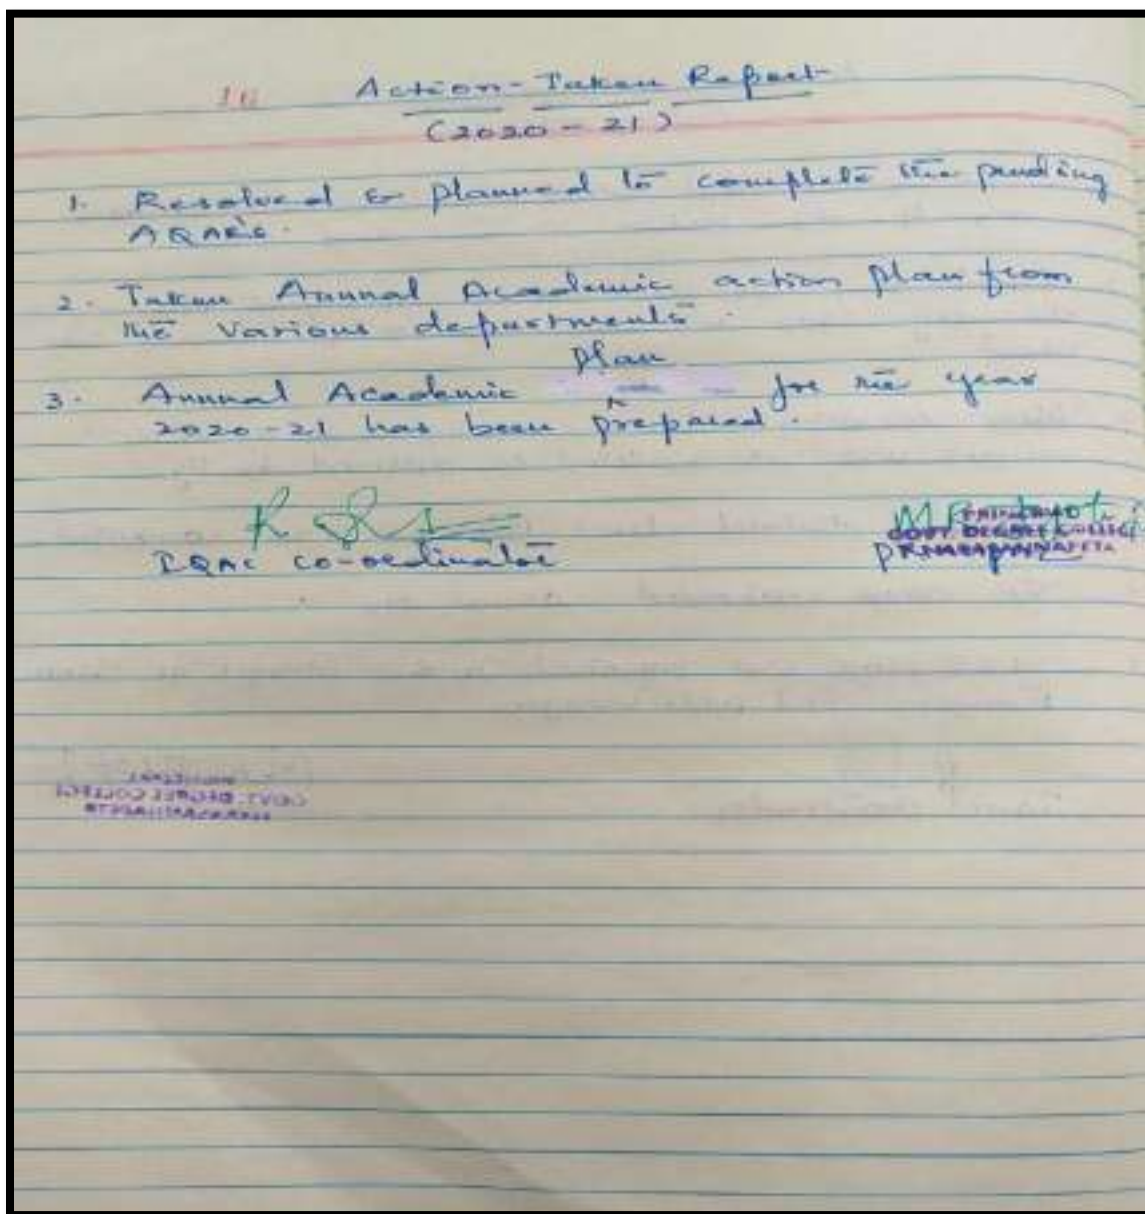 Action-Taken Report
(2020-21)
1. Resolved & planned to complete the pending
AQAR's.
2. Taken Annual Academic action plan from
the various departments.
plan
3. Annual Academic for the year
2020-21 has been prepared.
IQAC co-ordinator
PRINCIPAL
GOVT. DEGREE COLLEGE
NARASANNAPETA